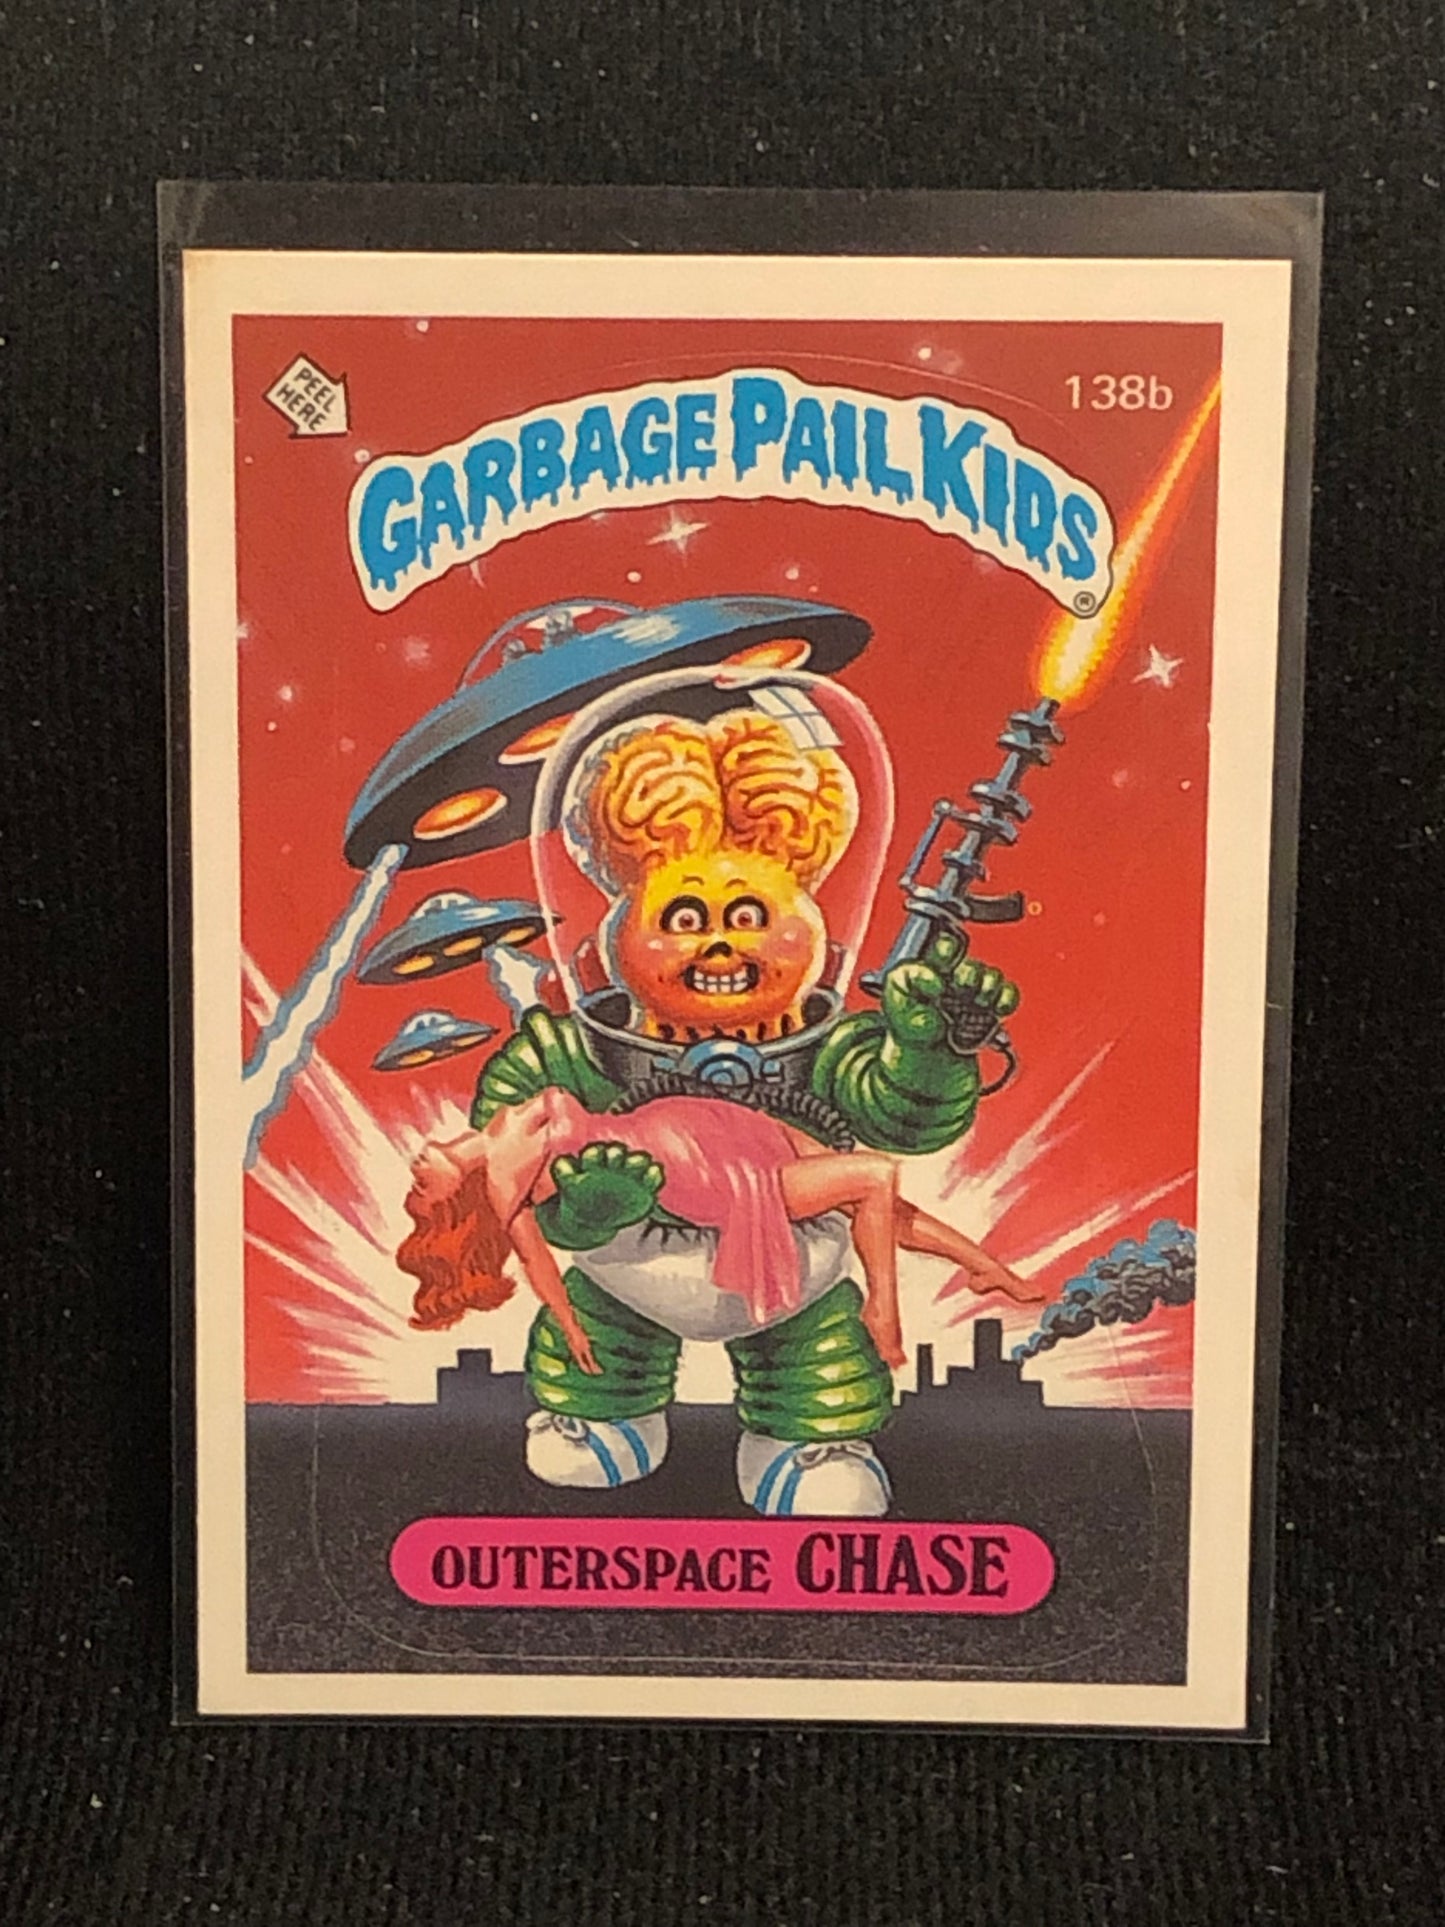 PEEL
HERE
138b
GARBAGE PAIL KIDS
®
OUTERSPACE CHASE